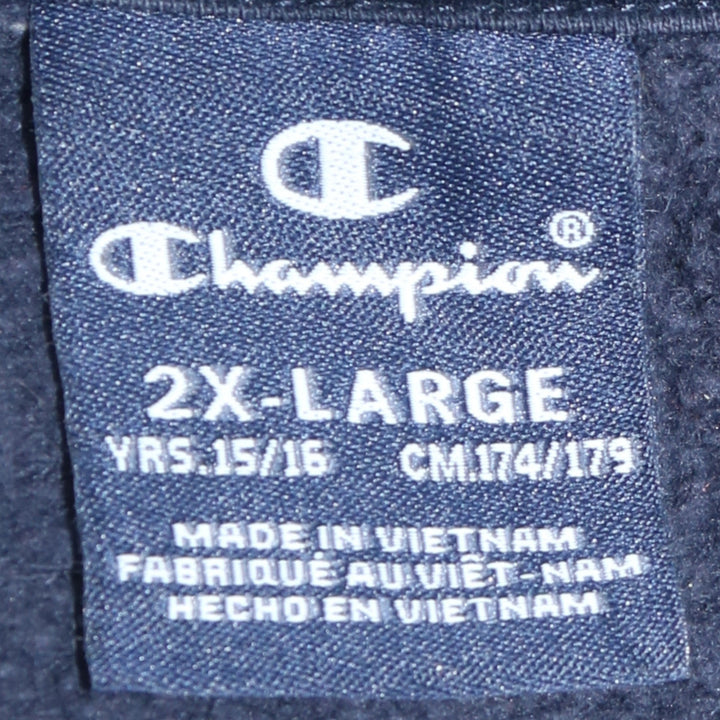 Champion®
2X-LARGE
YRS.15/16 CM.174/179
MADE IN VIETNAM
FABRIQUÉ AU VIÊT-NAM
HECHO EN VIETNAM